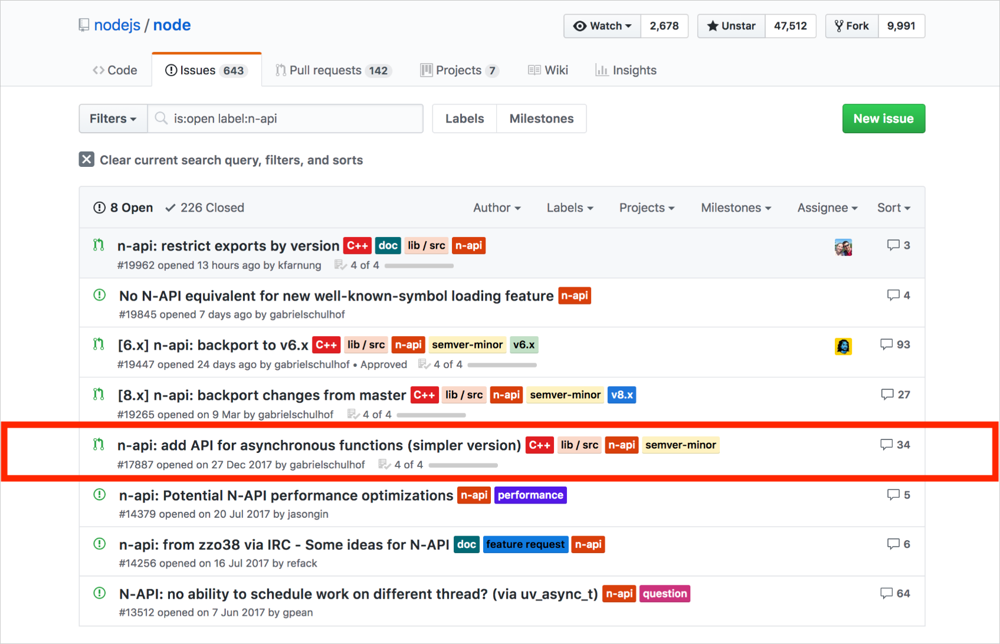 nodejs / node
Watch 2,678 Unstar 47,512 Fork 9,991
Code Issues 643 Pull requests 142 Projects 7 Wiki Insights
Filters is:open label:n-api Labels Milestones New issue
Clear current search query, filters, and sorts
8 Open 226 Closed Author Labels Projects Milestones Assignee Sort
n-api: restrict exports by version C++ doc lib / src n-api 3
#19962 opened 13 hours ago by kfarnung 4 of 4
No N-API equivalent for new well-known-symbol loading feature n-api 4
#19845 opened 7 days ago by gabrielschulhof
[6.x] n-api: backport to v6.x C++ lib / src n-api semver-minor v6.x 93
#19447 opened 24 days ago by gabrielschulhof • Approved 4 of 4
[8.x] n-api: backport changes from master C++ lib / src n-api semver-minor v8.x 27
#19265 opened on 9 Mar by gabrielschulhof 4 of 4
n-api: add API for asynchronous functions (simpler version) C++ lib / src n-api semver-minor 34
#17887 opened on 27 Dec 2017 by gabrielschulhof 4 of 4
n-api: Potential N-API performance optimizations n-api performance 5
#14379 opened on 20 Jul 2017 by jasongin
n-api: from zzo38 via IRC - Some ideas for N-API doc feature request n-api 6
#14256 opened on 16 Jul 2017 by refack
N-API: no ability to schedule work on different thread? (via uv_async_t) n-api question 64
#13512 opened on 7 Jun 2017 by gpean